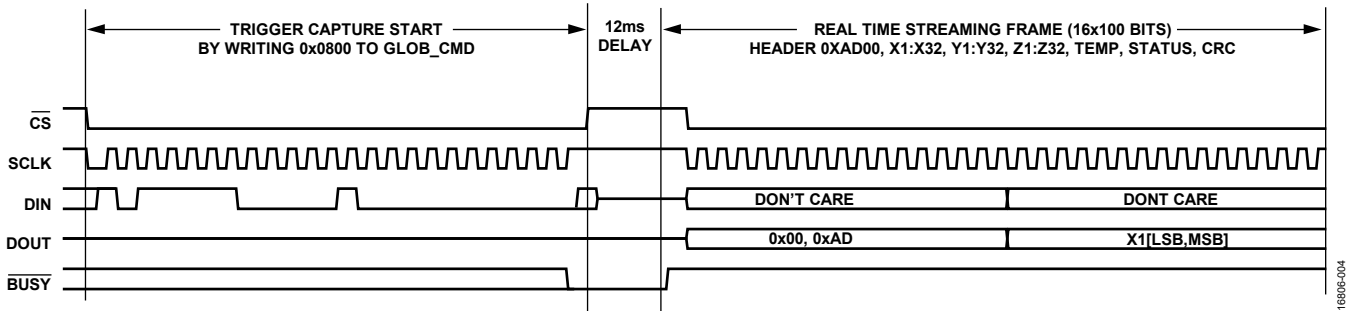 TRIGGER CAPTURE START
BY WRITING 0x0800 TO GLOB_CMD
12ms
DELAY
REAL TIME STREAMING FRAME (16x100 BITS)
HEADER 0XAD00, X1:X32, Y1:Y32, Z1:Z32, TEMP, STATUS, CRC
CS
SCLK
DIN
DON'T CARE
DONT CARE
DOUT
0x00, 0xAD
X1[LSB,MSB]
BUSY
16806-004